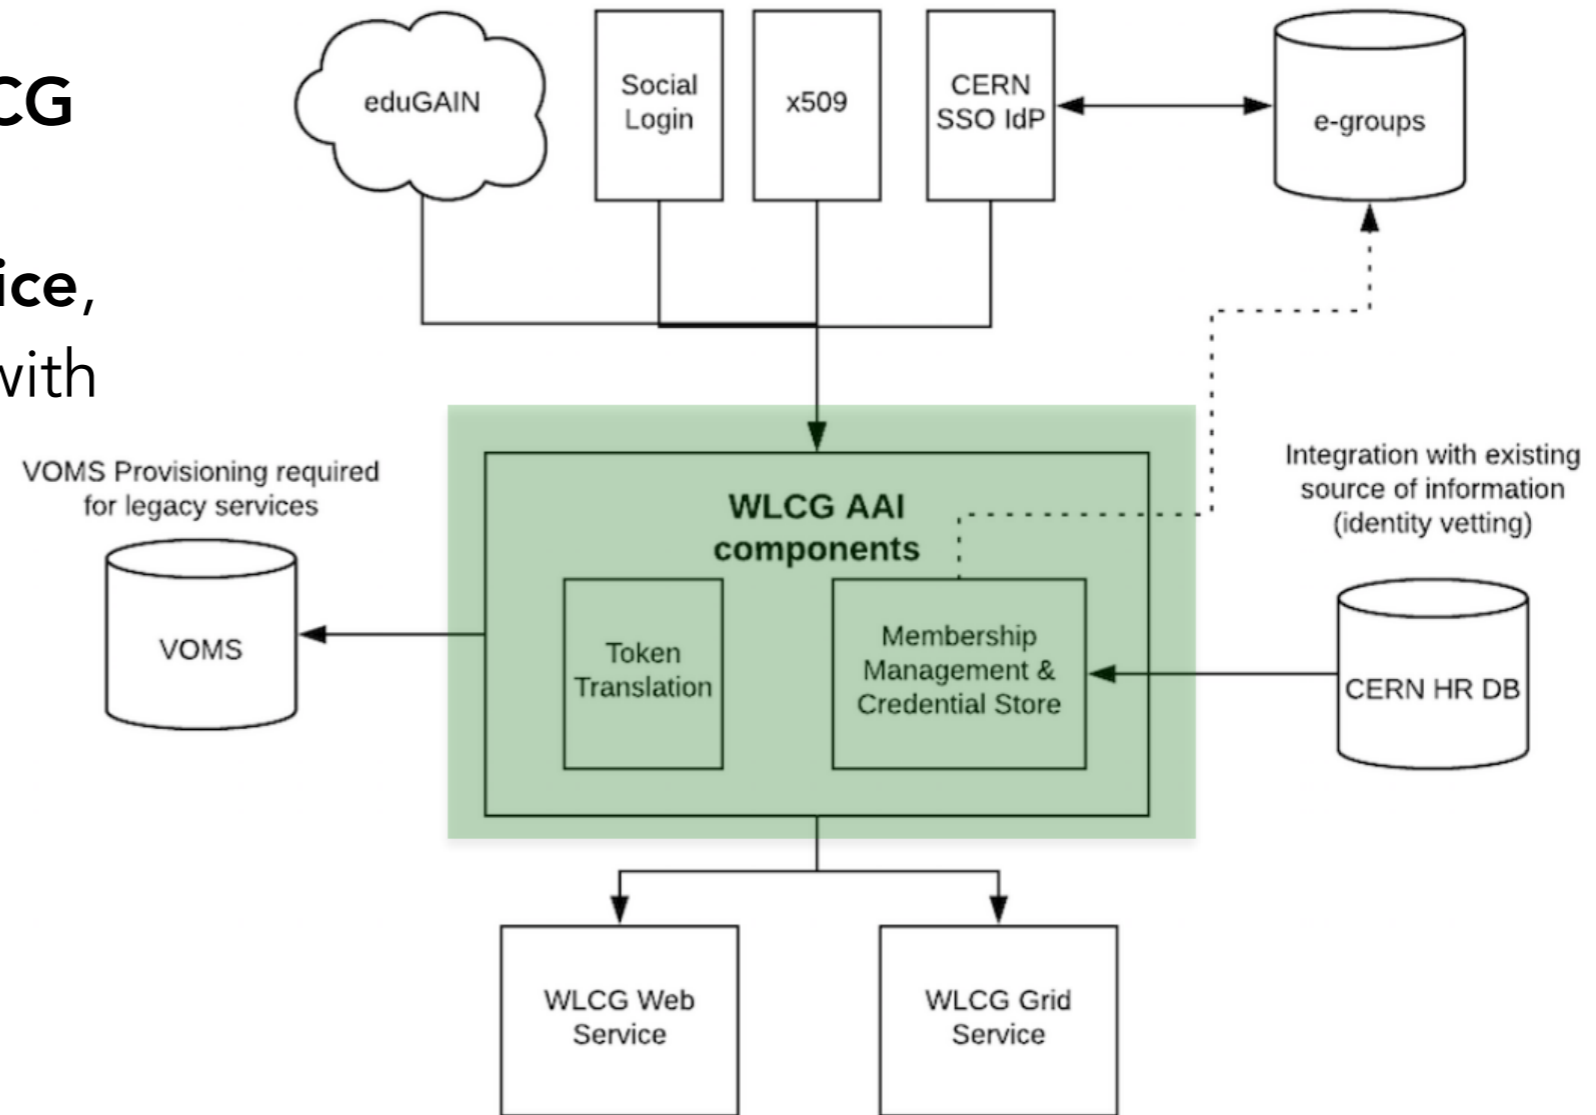 CG
ice,
with
eduGAIN
Social
Login
x509
CERN
SSO IdP
e-groups
VOMS Provisioning required
for legacy services
VOMS
WLCG AAI
components
Token
Translation
Membership
Management &
Credential Store
Integration with existing
source of information
(identity vetting)
CERN HR DB
WLCG Web
Service
WLCG Grid
Service